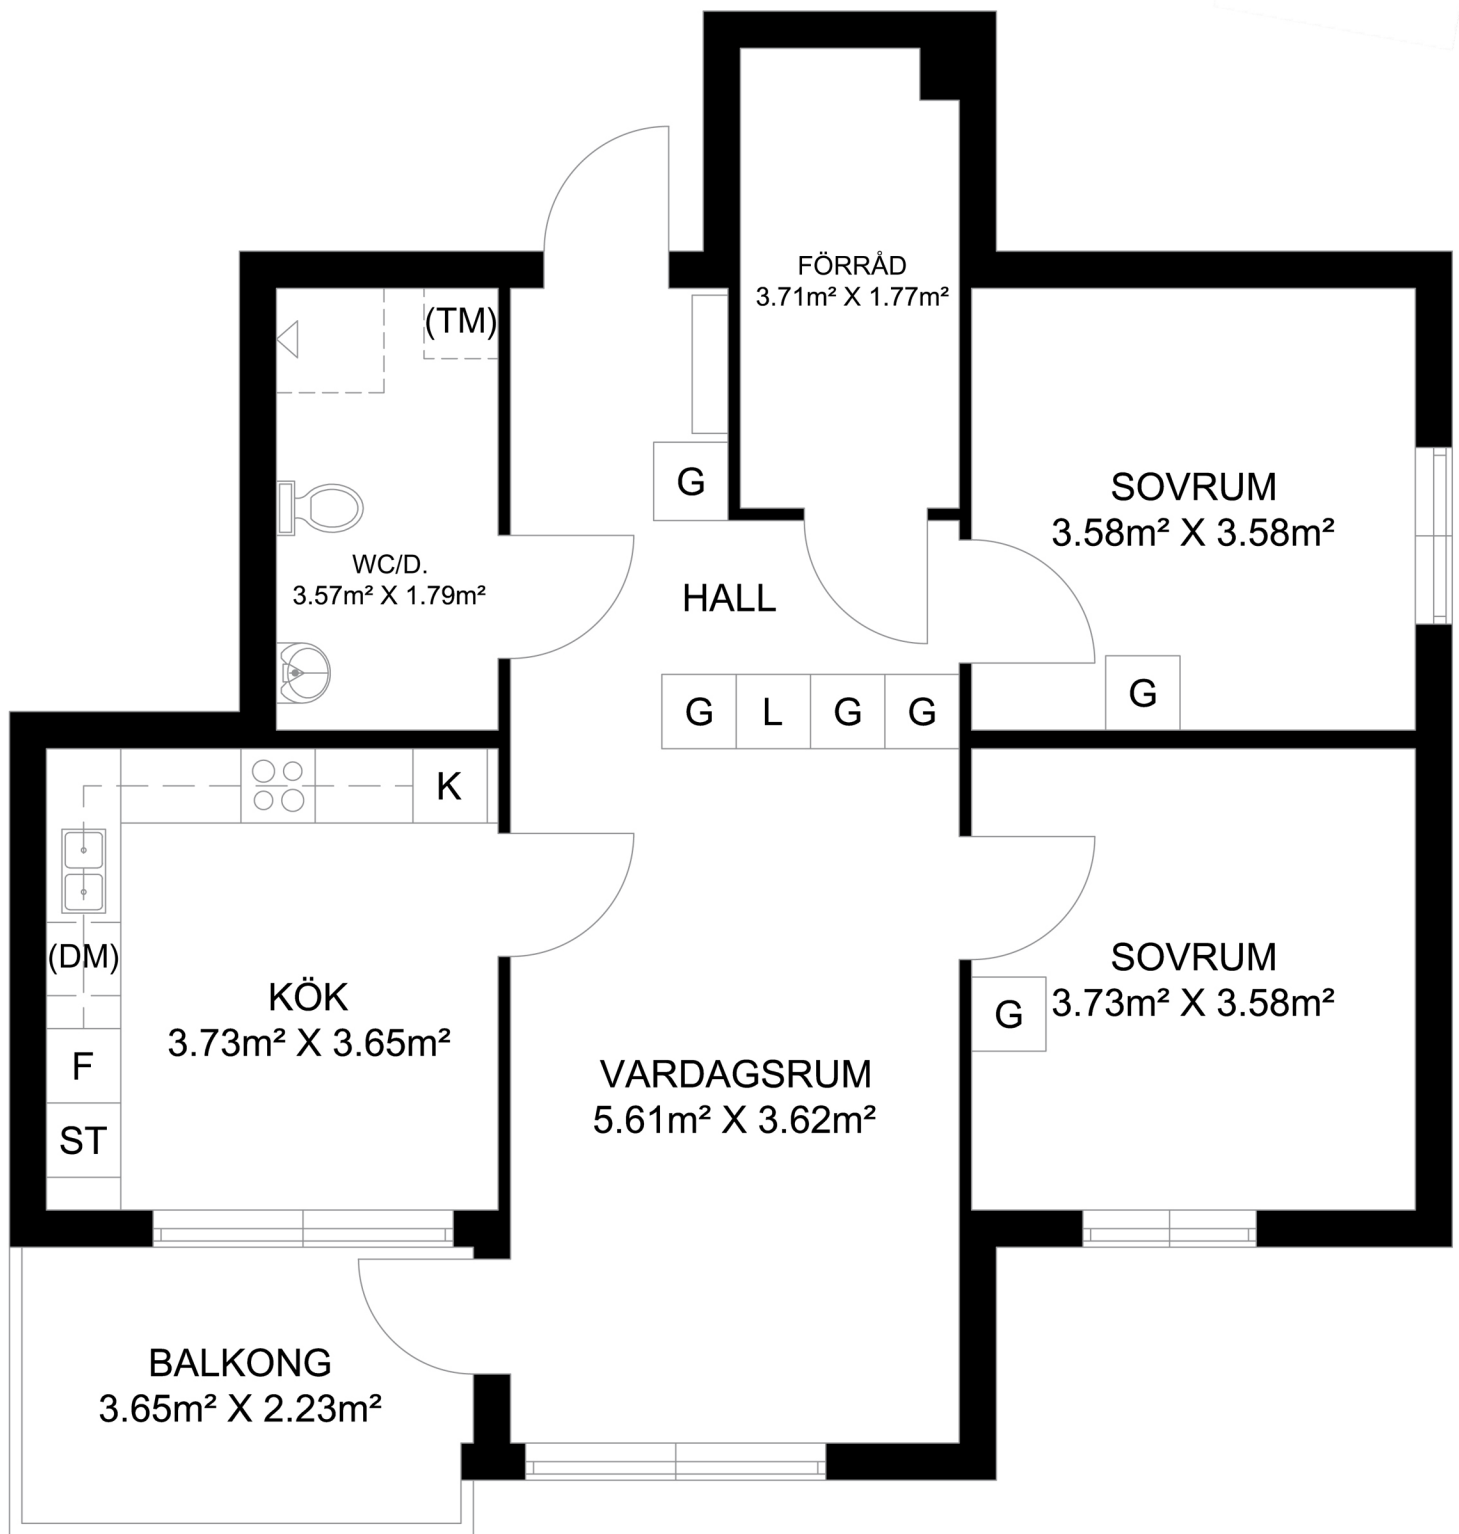 FÖRRÅD
3.71m² X 1.77m²
(TM)
G
SOVRUM
3.58m² X 3.58m²
WC/D.
3.57m² X 1.79m²
HALL
G
G L G G
K
(DM)
F
ST
KÖK
3.73m² X 3.65m²
SOVRUM
3.73m² X 3.58m²
G
VARDAGSRUM
5.61m² X 3.62m²
BALKONG
3.65m² X 2.23m²